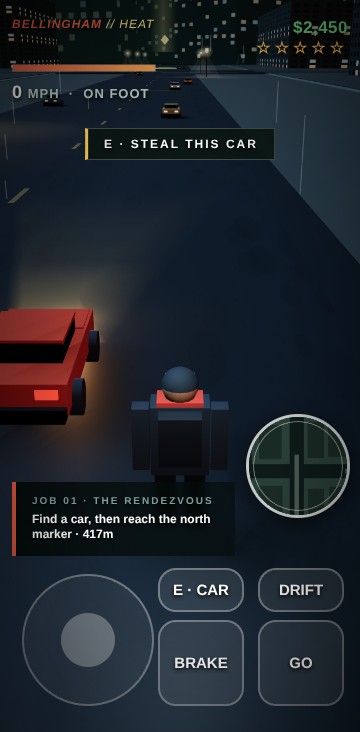 BELLINGHAM // HEAT
$2,450
☆☆☆☆☆
0 MPH · ON FOOT
E · STEAL THIS CAR
JOB 01 · THE RENDEZVOUS
Find a car, then reach the north
marker · 417m
E · CAR
DRIFT
BRAKE
GO